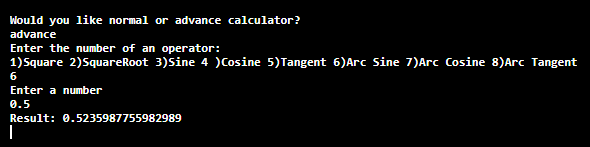 Would you like normal or advance calculator?
advance
Enter the number of an operator:
1)Square 2)SquareRoot 3)Sine 4 )Cosine 5)Tangent 6)Arc Sine 7)Arc Cosine 8)Arc Tangent
6
Enter a number
0.5
Result: 0.5235987755982989